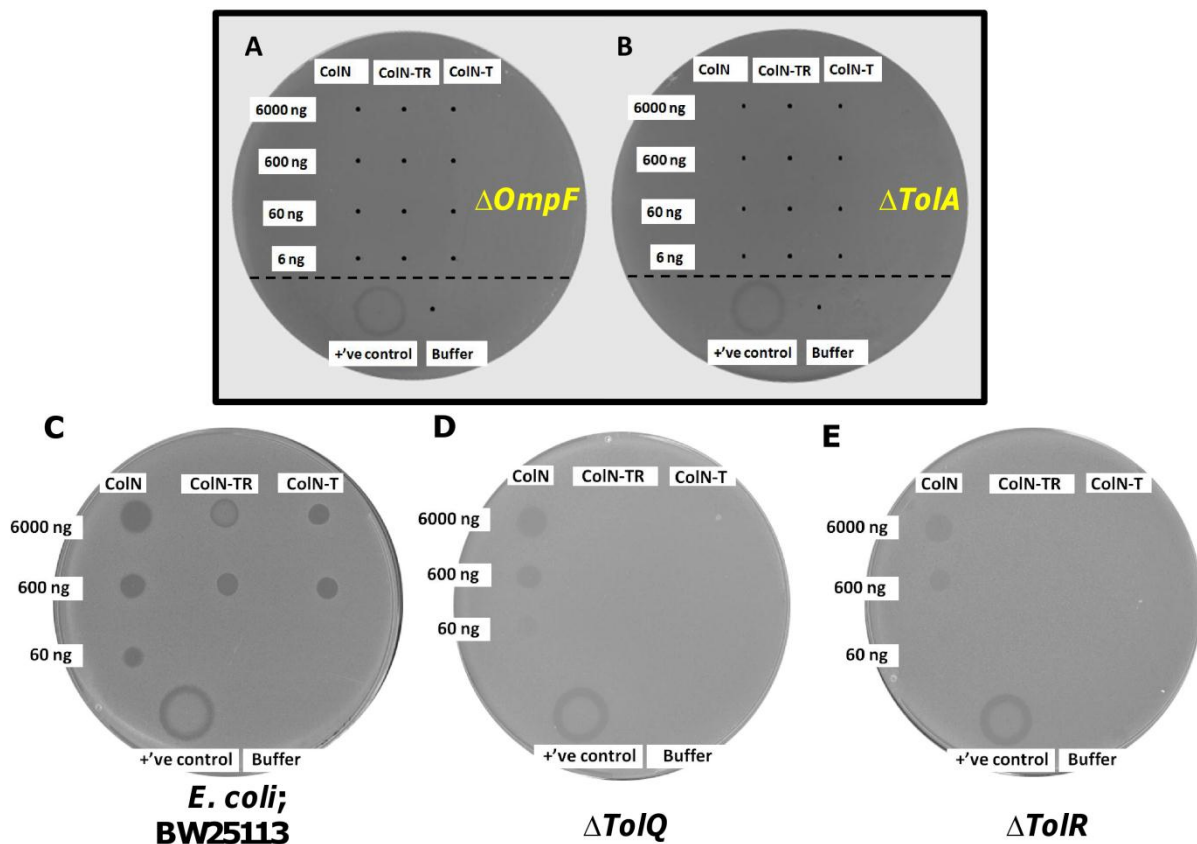 A
ColN ColN-TR ColN-T
6000 ng
600 ng
60 ng
6 ng
ΔOmpF
+'ve control Buffer
B
ColN ColN-TR ColN-T
6000 ng
600 ng
60 ng
6 ng
ΔTolA
+'ve control Buffer
C
ColN ColN-TR ColN-T
6000 ng
600 ng
60 ng
+'ve control Buffer
E. coli;
BW25113
D
ColN ColN-TR ColN-T
6000 ng
600 ng
60 ng
+'ve control Buffer
ΔTolQ
E
ColN ColN-TR ColN-T
6000 ng
600 ng
60 ng
+'ve control Buffer
ΔTolR